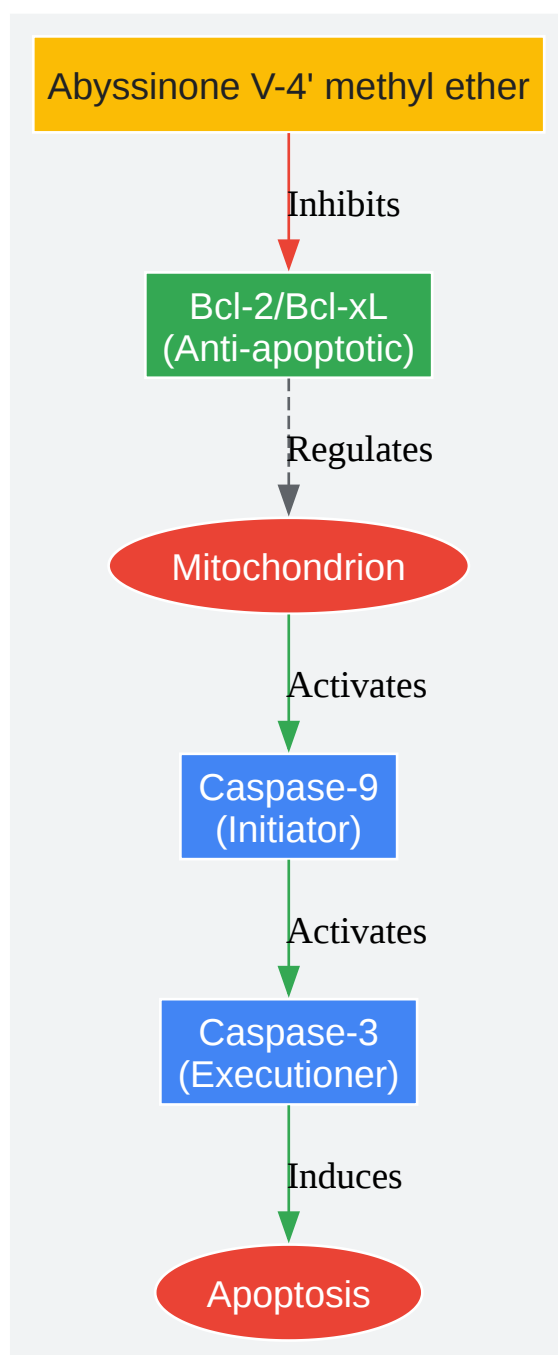 Abyssinone V-4' methyl ether
Inhibits
Bcl-2/Bcl-xL
(Anti-apoptotic)
Regulates
Mitochondrion
Activates
Caspase-9
(Initiator)
Activates
Caspase-3
(Executioner)
Induces
Apoptosis